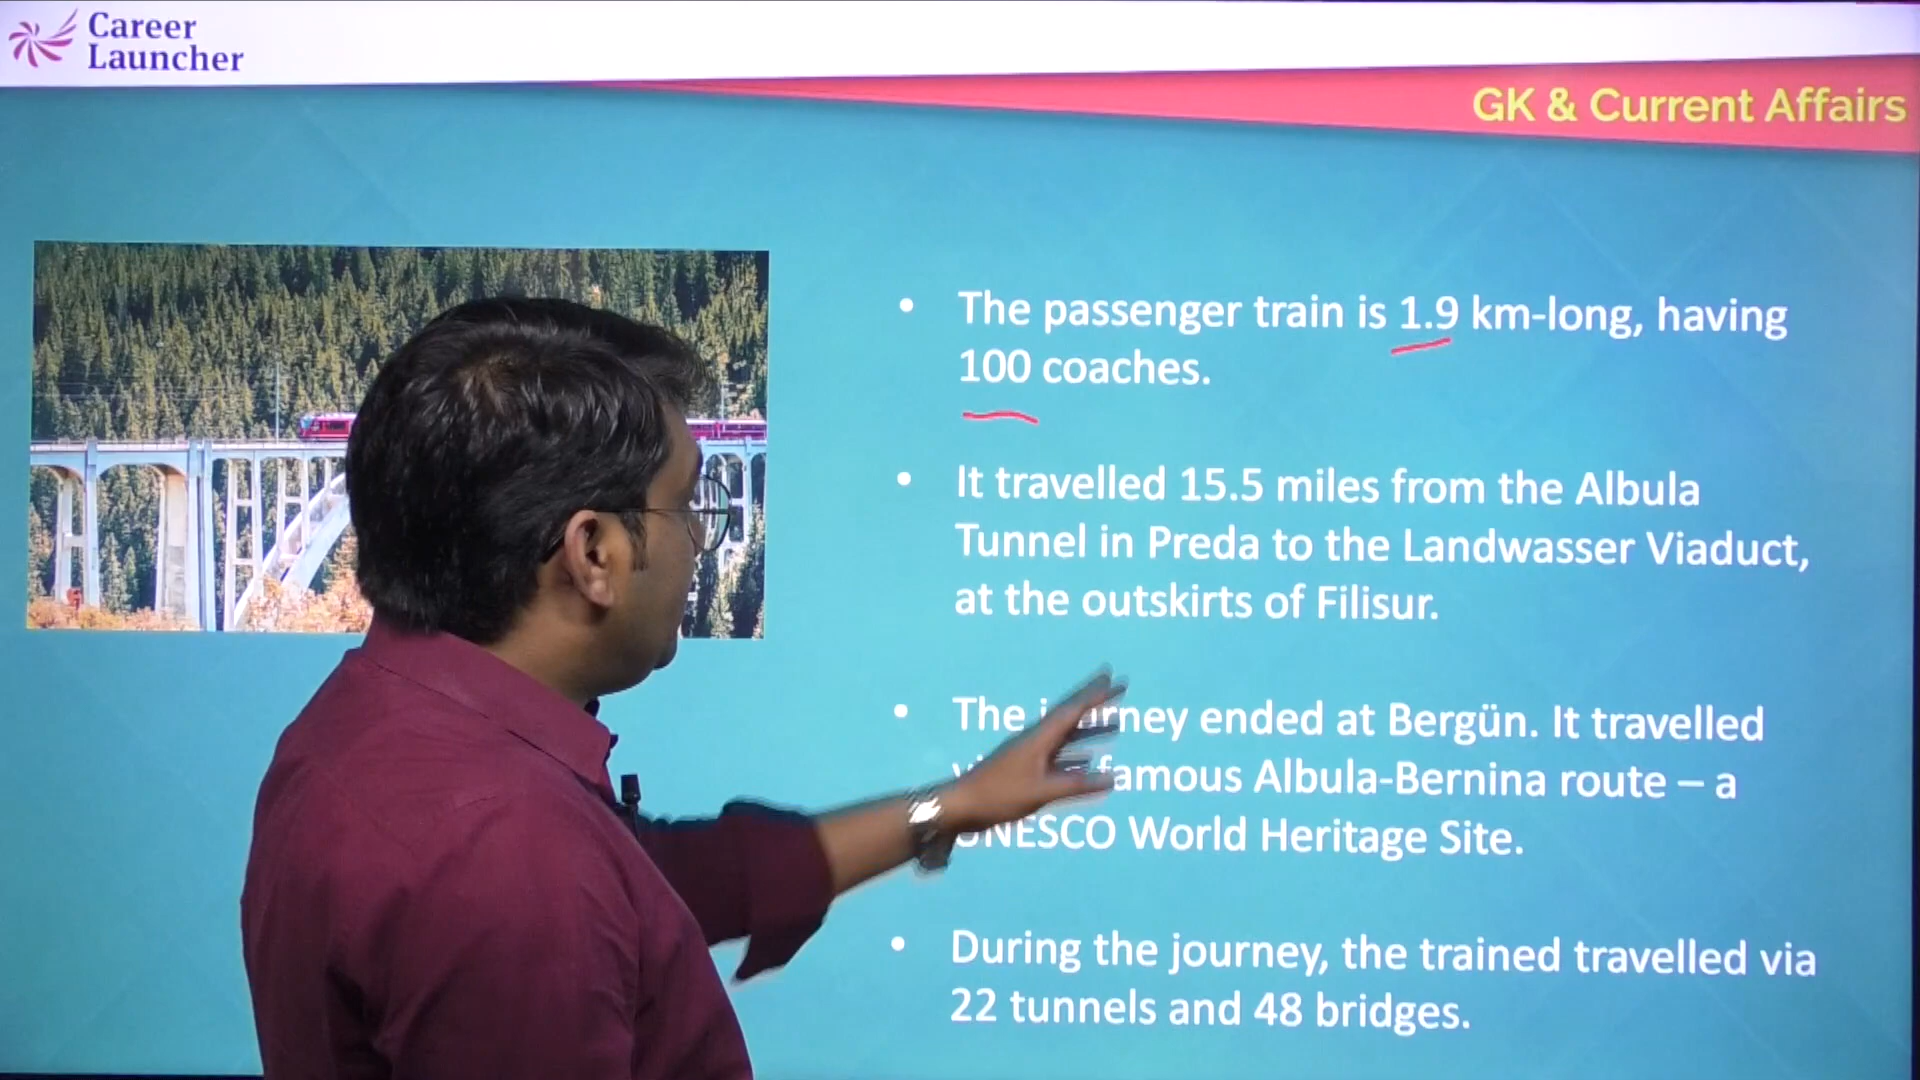 Career
Launcher
GK & Current Affairs
• The passenger train is 1.9 km-long, having
100 coaches.
• It travelled 15.5 miles from the Albula
Tunnel in Preda to the Landwasser Viaduct,
at the outskirts of Filisur.
• The journey ended at Bergün. It travelled
famous Albula-Bernina route – a
UNESCO World Heritage Site.
• During the journey, the trained travelled via
22 tunnels and 48 bridges.